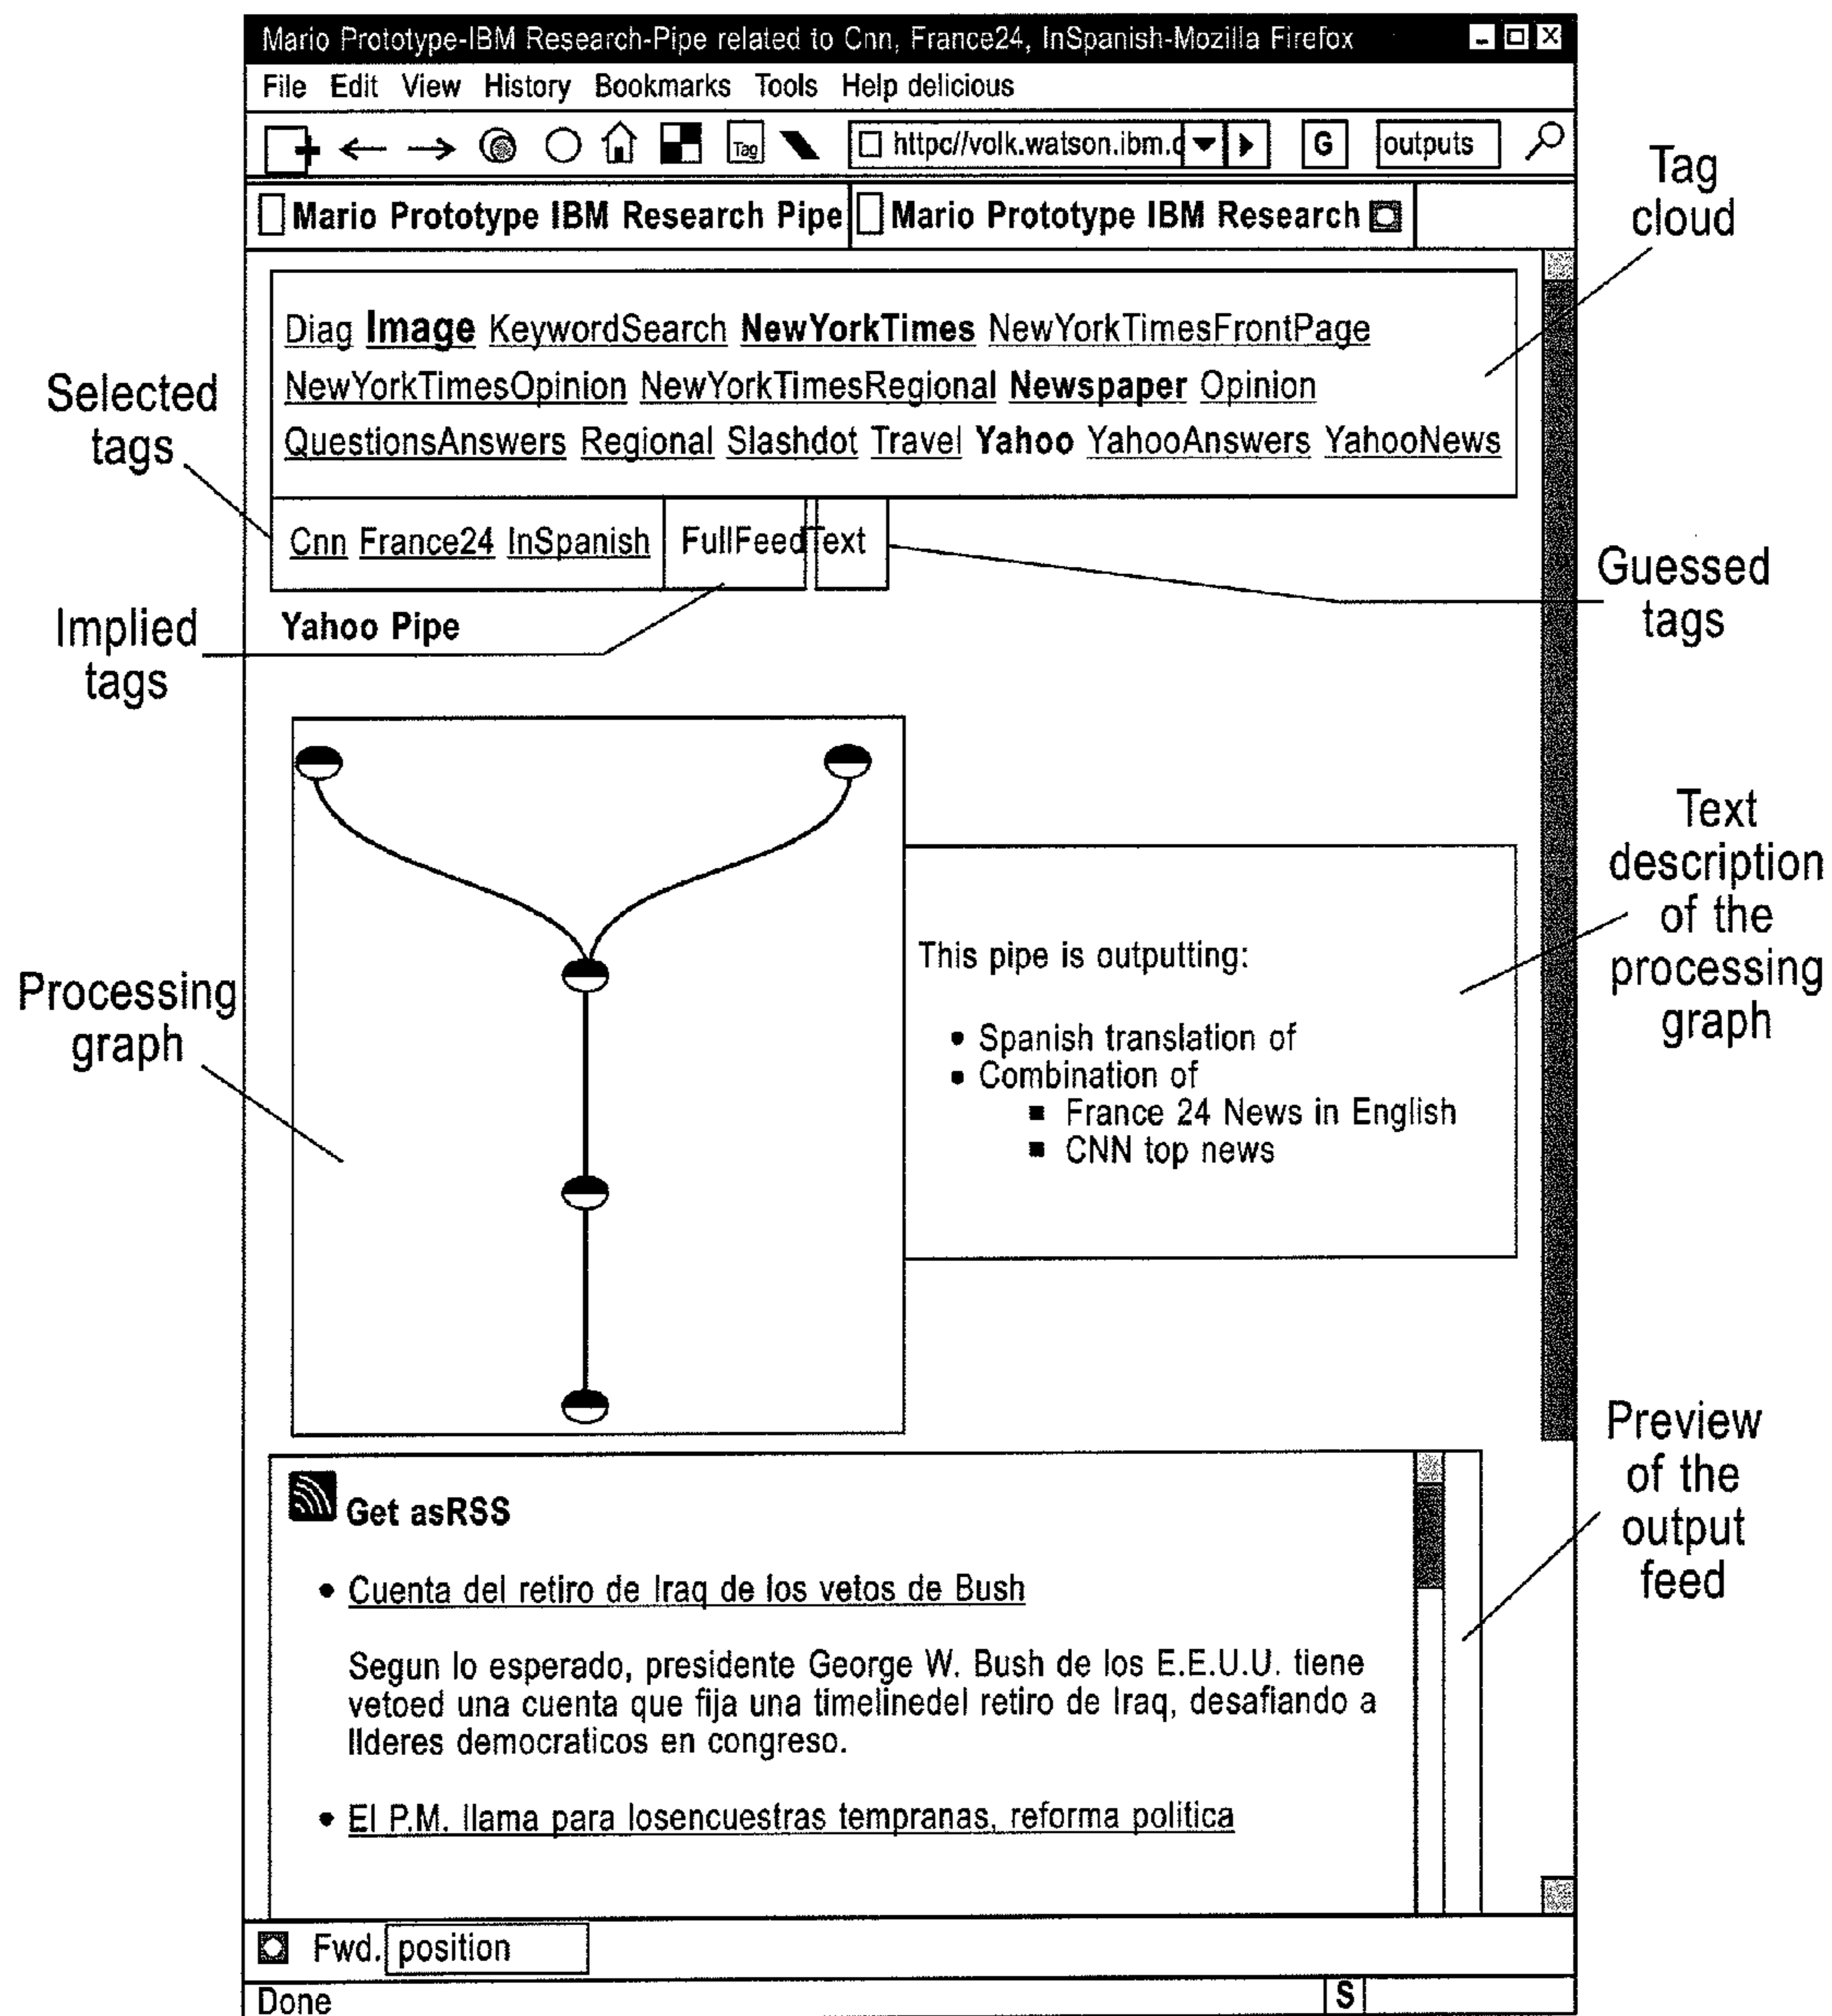 Mario Prototype-IBM Research-Pipe related to Cnn, France24, InSpanish-Mozilla Firefox
File Edit View History Bookmarks Tools Help delicious
Tag httpc//volk.watson.ibm.c G outputs
Mario Prototype IBM Research Pipe Mario Prototype IBM Research
Tag
cloud
Diag Image KeywordSearch NewYorkTimes NewYorkTimesFrontPage
NewYorkTimesOpinion NewYorkTimesRegional Newspaper Opinion
QuestionsAnswers Regional Slashdot Travel Yahoo YahooAnswers YahooNews
Selected
tags
Cnn France24 InSpanish FullFeed Text
Guessed
tags
Implied
tags
Yahoo Pipe
Processing
graph
This pipe is outputting:
• Spanish translation of
• Combination of
▪ France 24 News in English
▪ CNN top news
Text
description
of the
processing
graph
Preview
of the
output
feed
Get asRSS
• Cuenta del retiro de Iraq de los vetos de Bush
Segun lo esperado, presidente George W. Bush de los E.E.U.U. tiene
vetoed una cuenta que fija una timelinedel retiro de Iraq, desafiando a
lIderes democraticos en congreso.
• El P.M. llama para losencuestras tempranas, reforma politica
Fwd. position
Done S